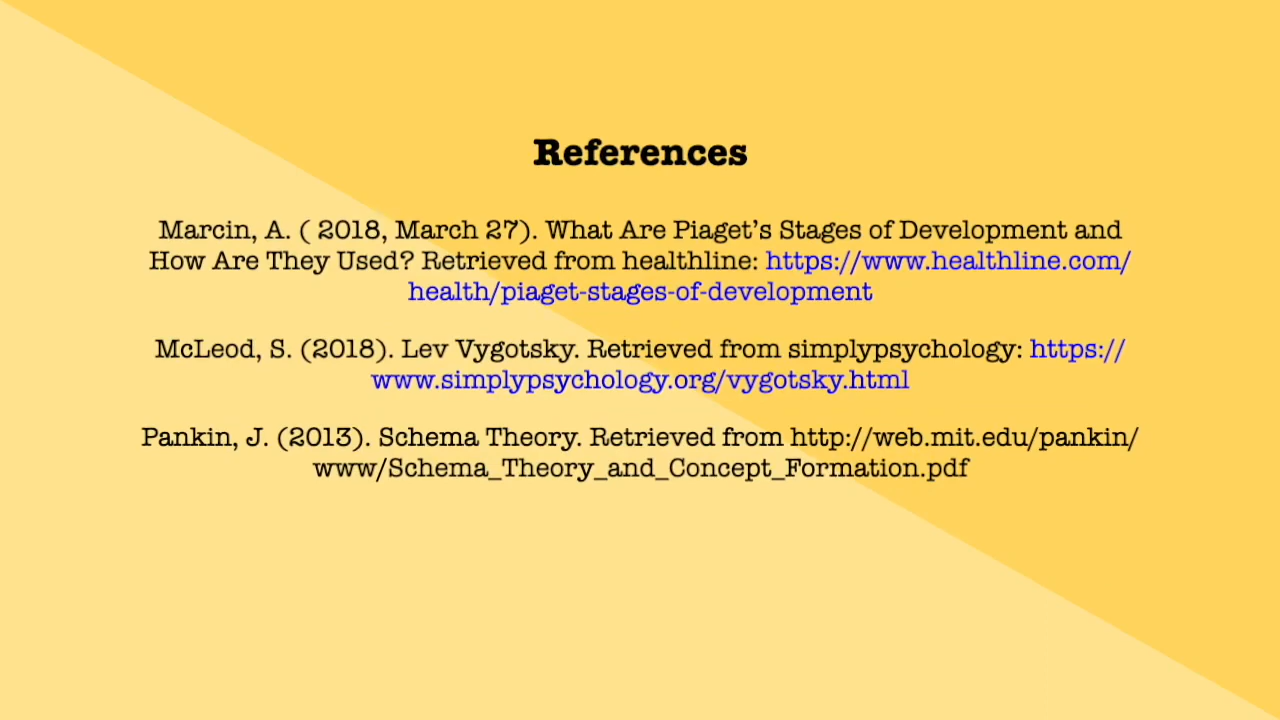 References
Marcin, A. ( 2018, March 27). What Are Piaget’s Stages of Development and
How Are They Used? Retrieved from healthline: https://www.healthline.com/
health/piaget-stages-of-development
McLeod, S. (2018). Lev Vygotsky. Retrieved from simplypsychology: https://
www.simplypsychology.org/vygotsky.html
Pankin, J. (2013). Schema Theory. Retrieved from http://web.mit.edu/pankin/
www/Schema_Theory_and_Concept_Formation.pdf